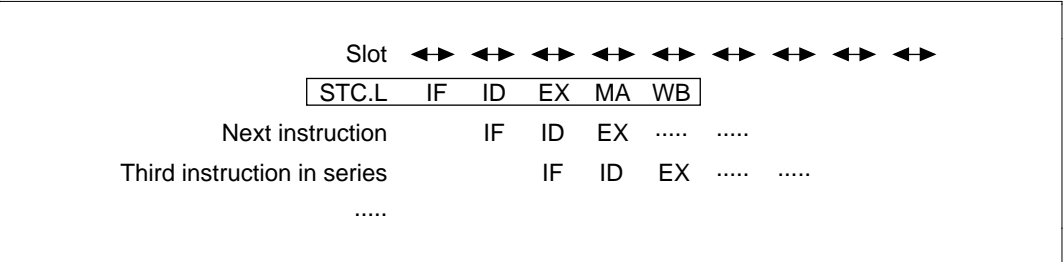 Slot
STC.L IF ID EX MA WB
Next instruction IF ID EX ..... .....
Third instruction in series IF ID EX ..... .....
.....